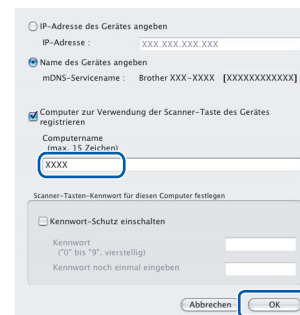 IP-Adresse des Gerätes angeben
IP-Adresse : XXX.XXX.XXX.XXX
Name des Gerätes angeben
mDNS-Servicename : Brother XXX-XXXX [XXXXXXXXXXXX]
Computer zur Verwendung der Scanner-Taste des Gerätes
registrieren
Computername
(max. 15 Zeichen)
XXXX
Scanner-Tasten-Kennwort für diesen Computer festlegen
Kennwort-Schutz einschalten
Kennwort
("0" bis "9", vierstellig)
Kennwort noch einmal eingeben
Abbrechen OK